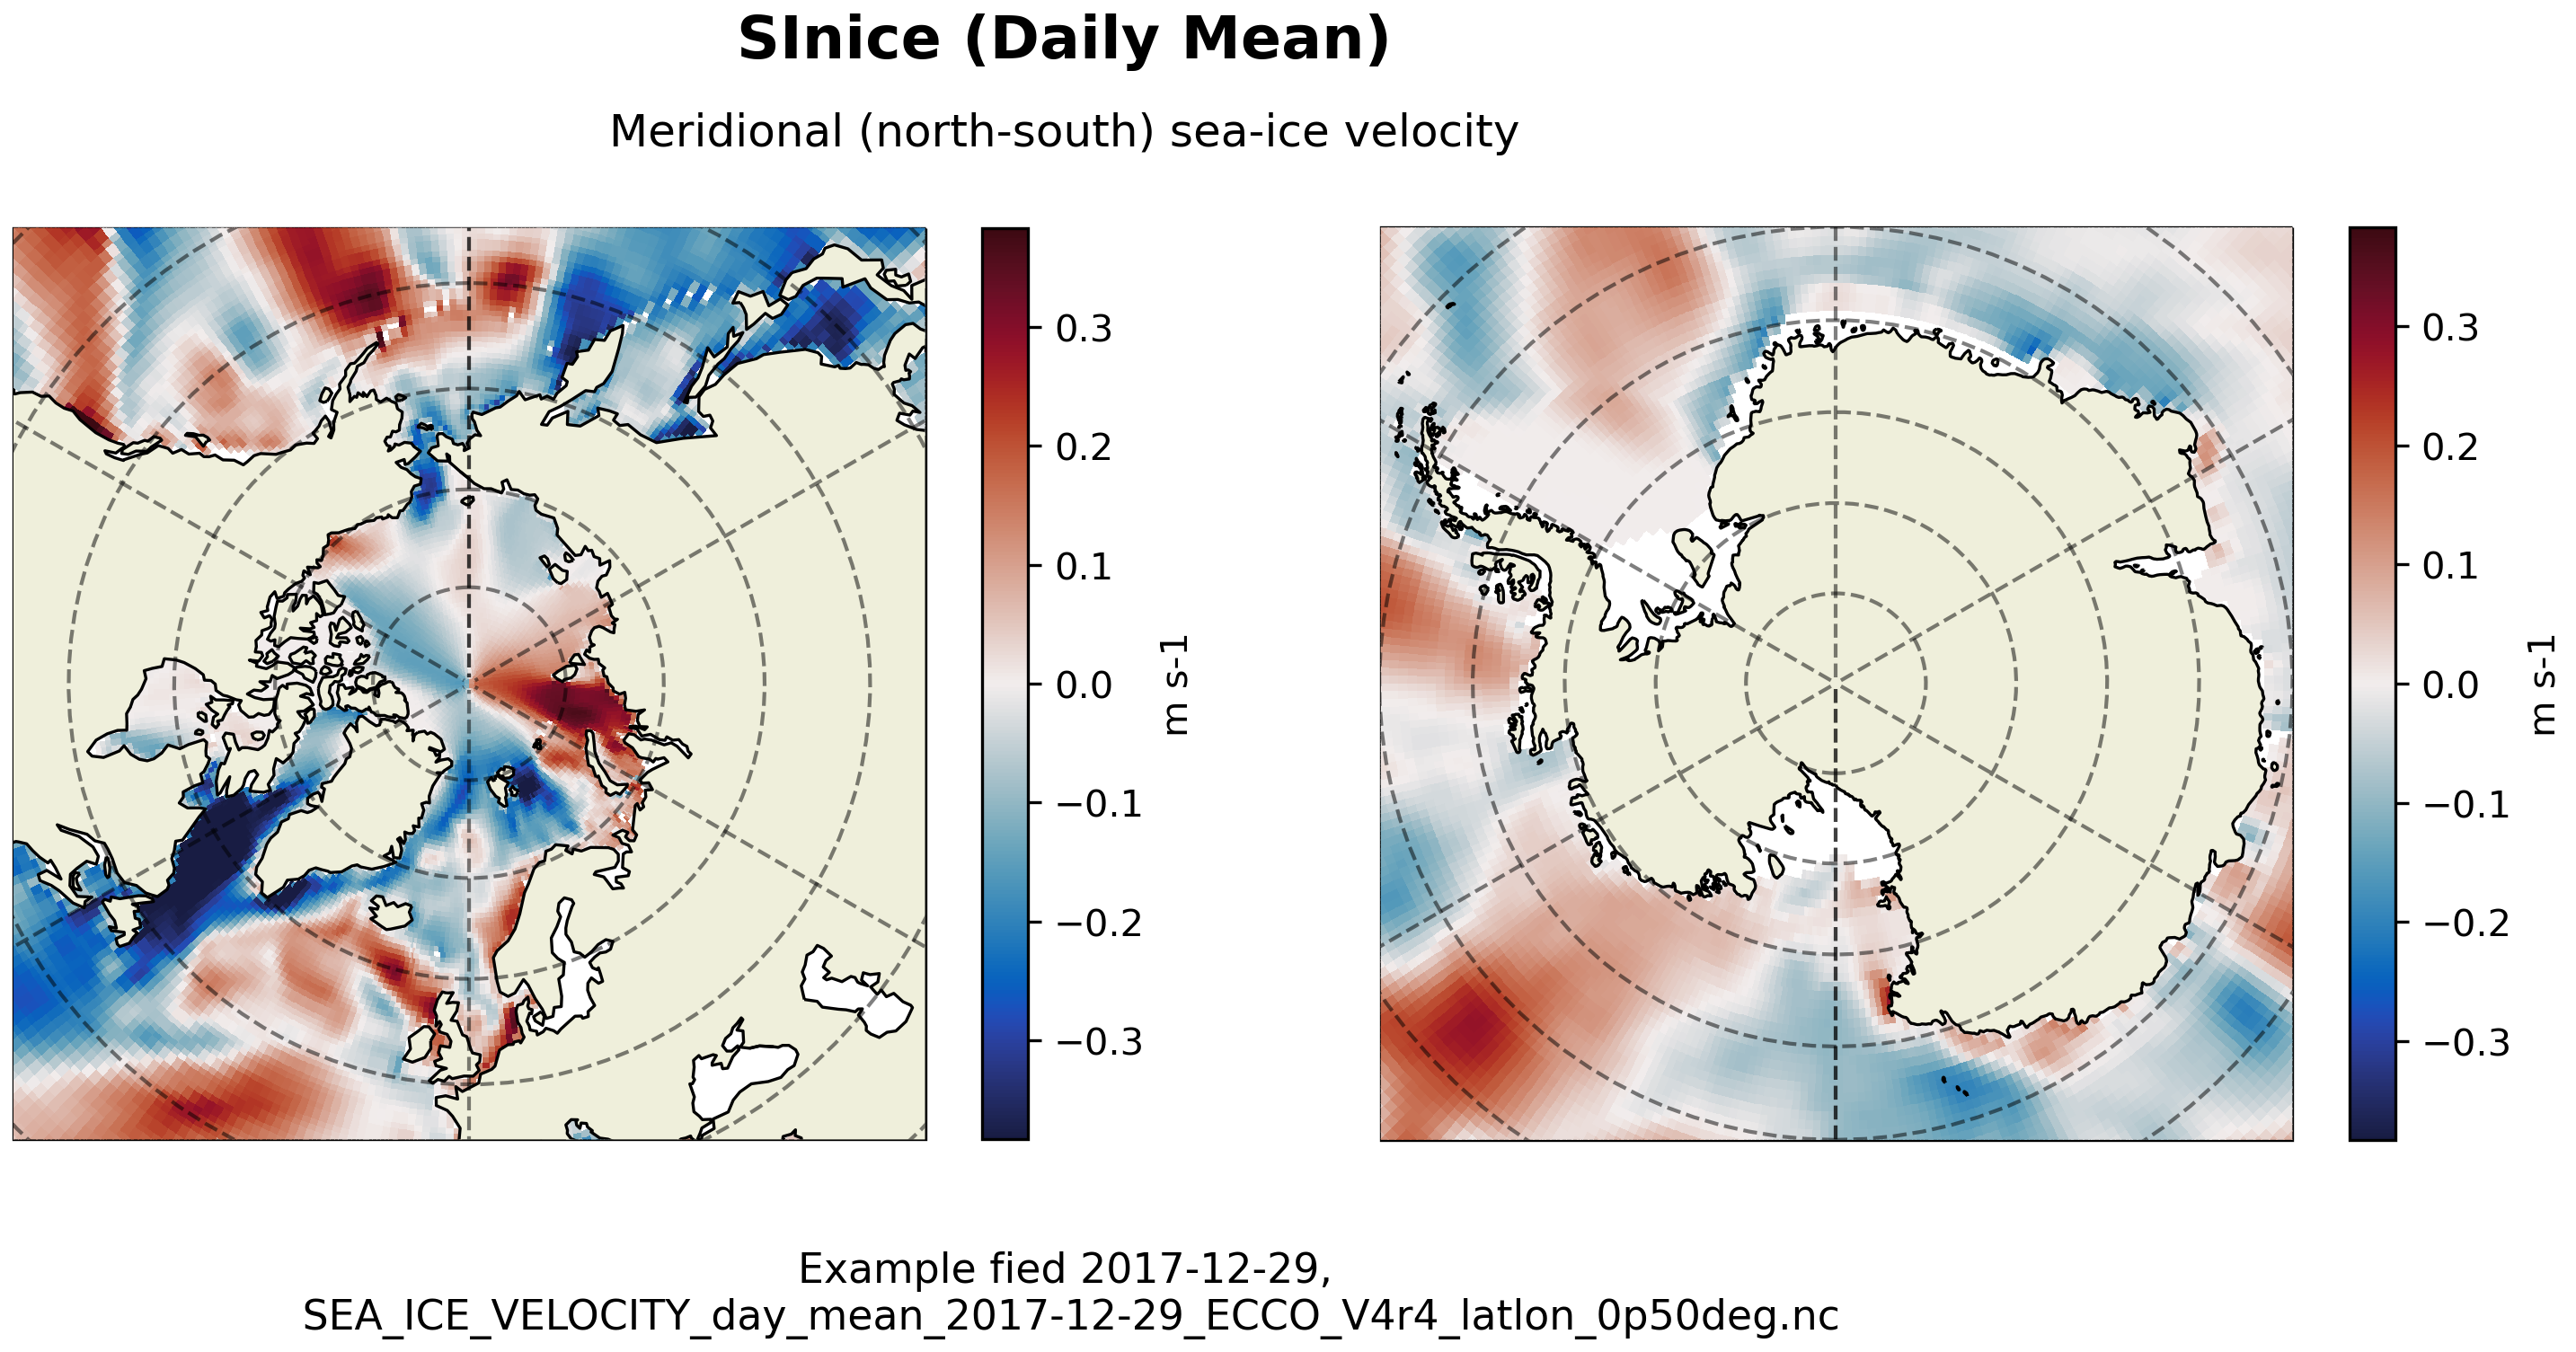 SInice (Daily Mean)
Meridional (north-south) sea-ice velocity
0.3
0.2
0.1
0.0
−0.1
−0.2
−0.3
m s-1
0.3
0.2
0.1
0.0
−0.1
−0.2
−0.3
m s-1
Example fied 2017-12-29,
SEA_ICE_VELOCITY_day_mean_2017-12-29_ECCO_V4r4_latlon_0p50deg.nc